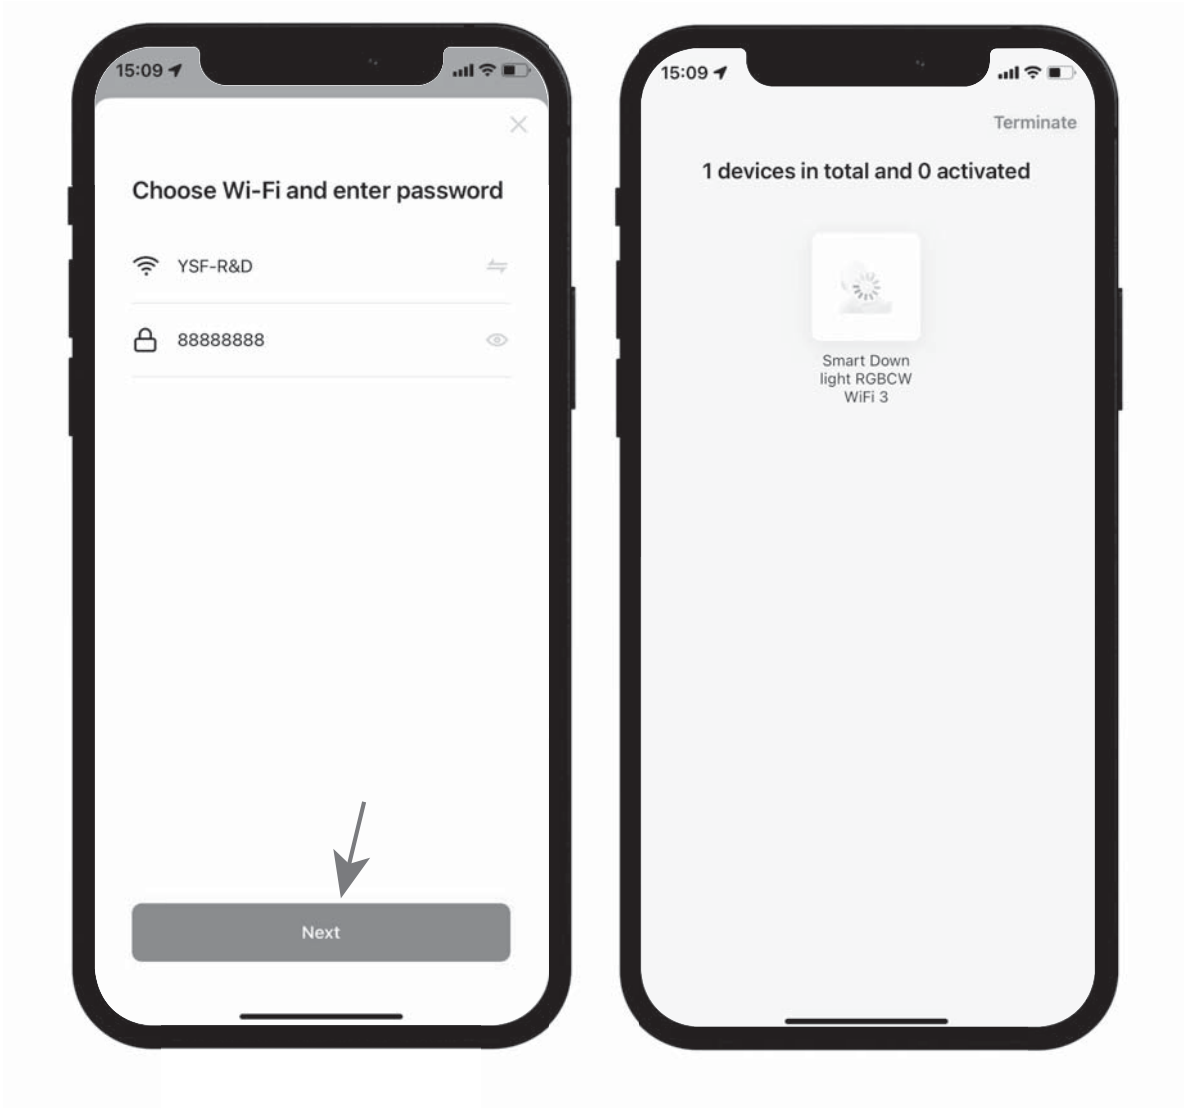 15:09
Choose Wi-Fi and enter password
YSF-R&D
88888888
Next
15:09
Terminate
1 devices in total and 0 activated
Smart Down
light RGBCW
WiFi 3